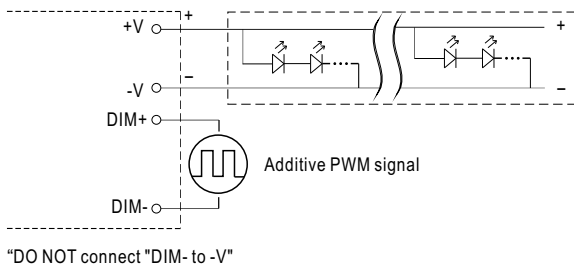 +V + +
-V − −
DIM+
Additive PWM signal
DIM-
“DO NOT connect "DIM- to -V"